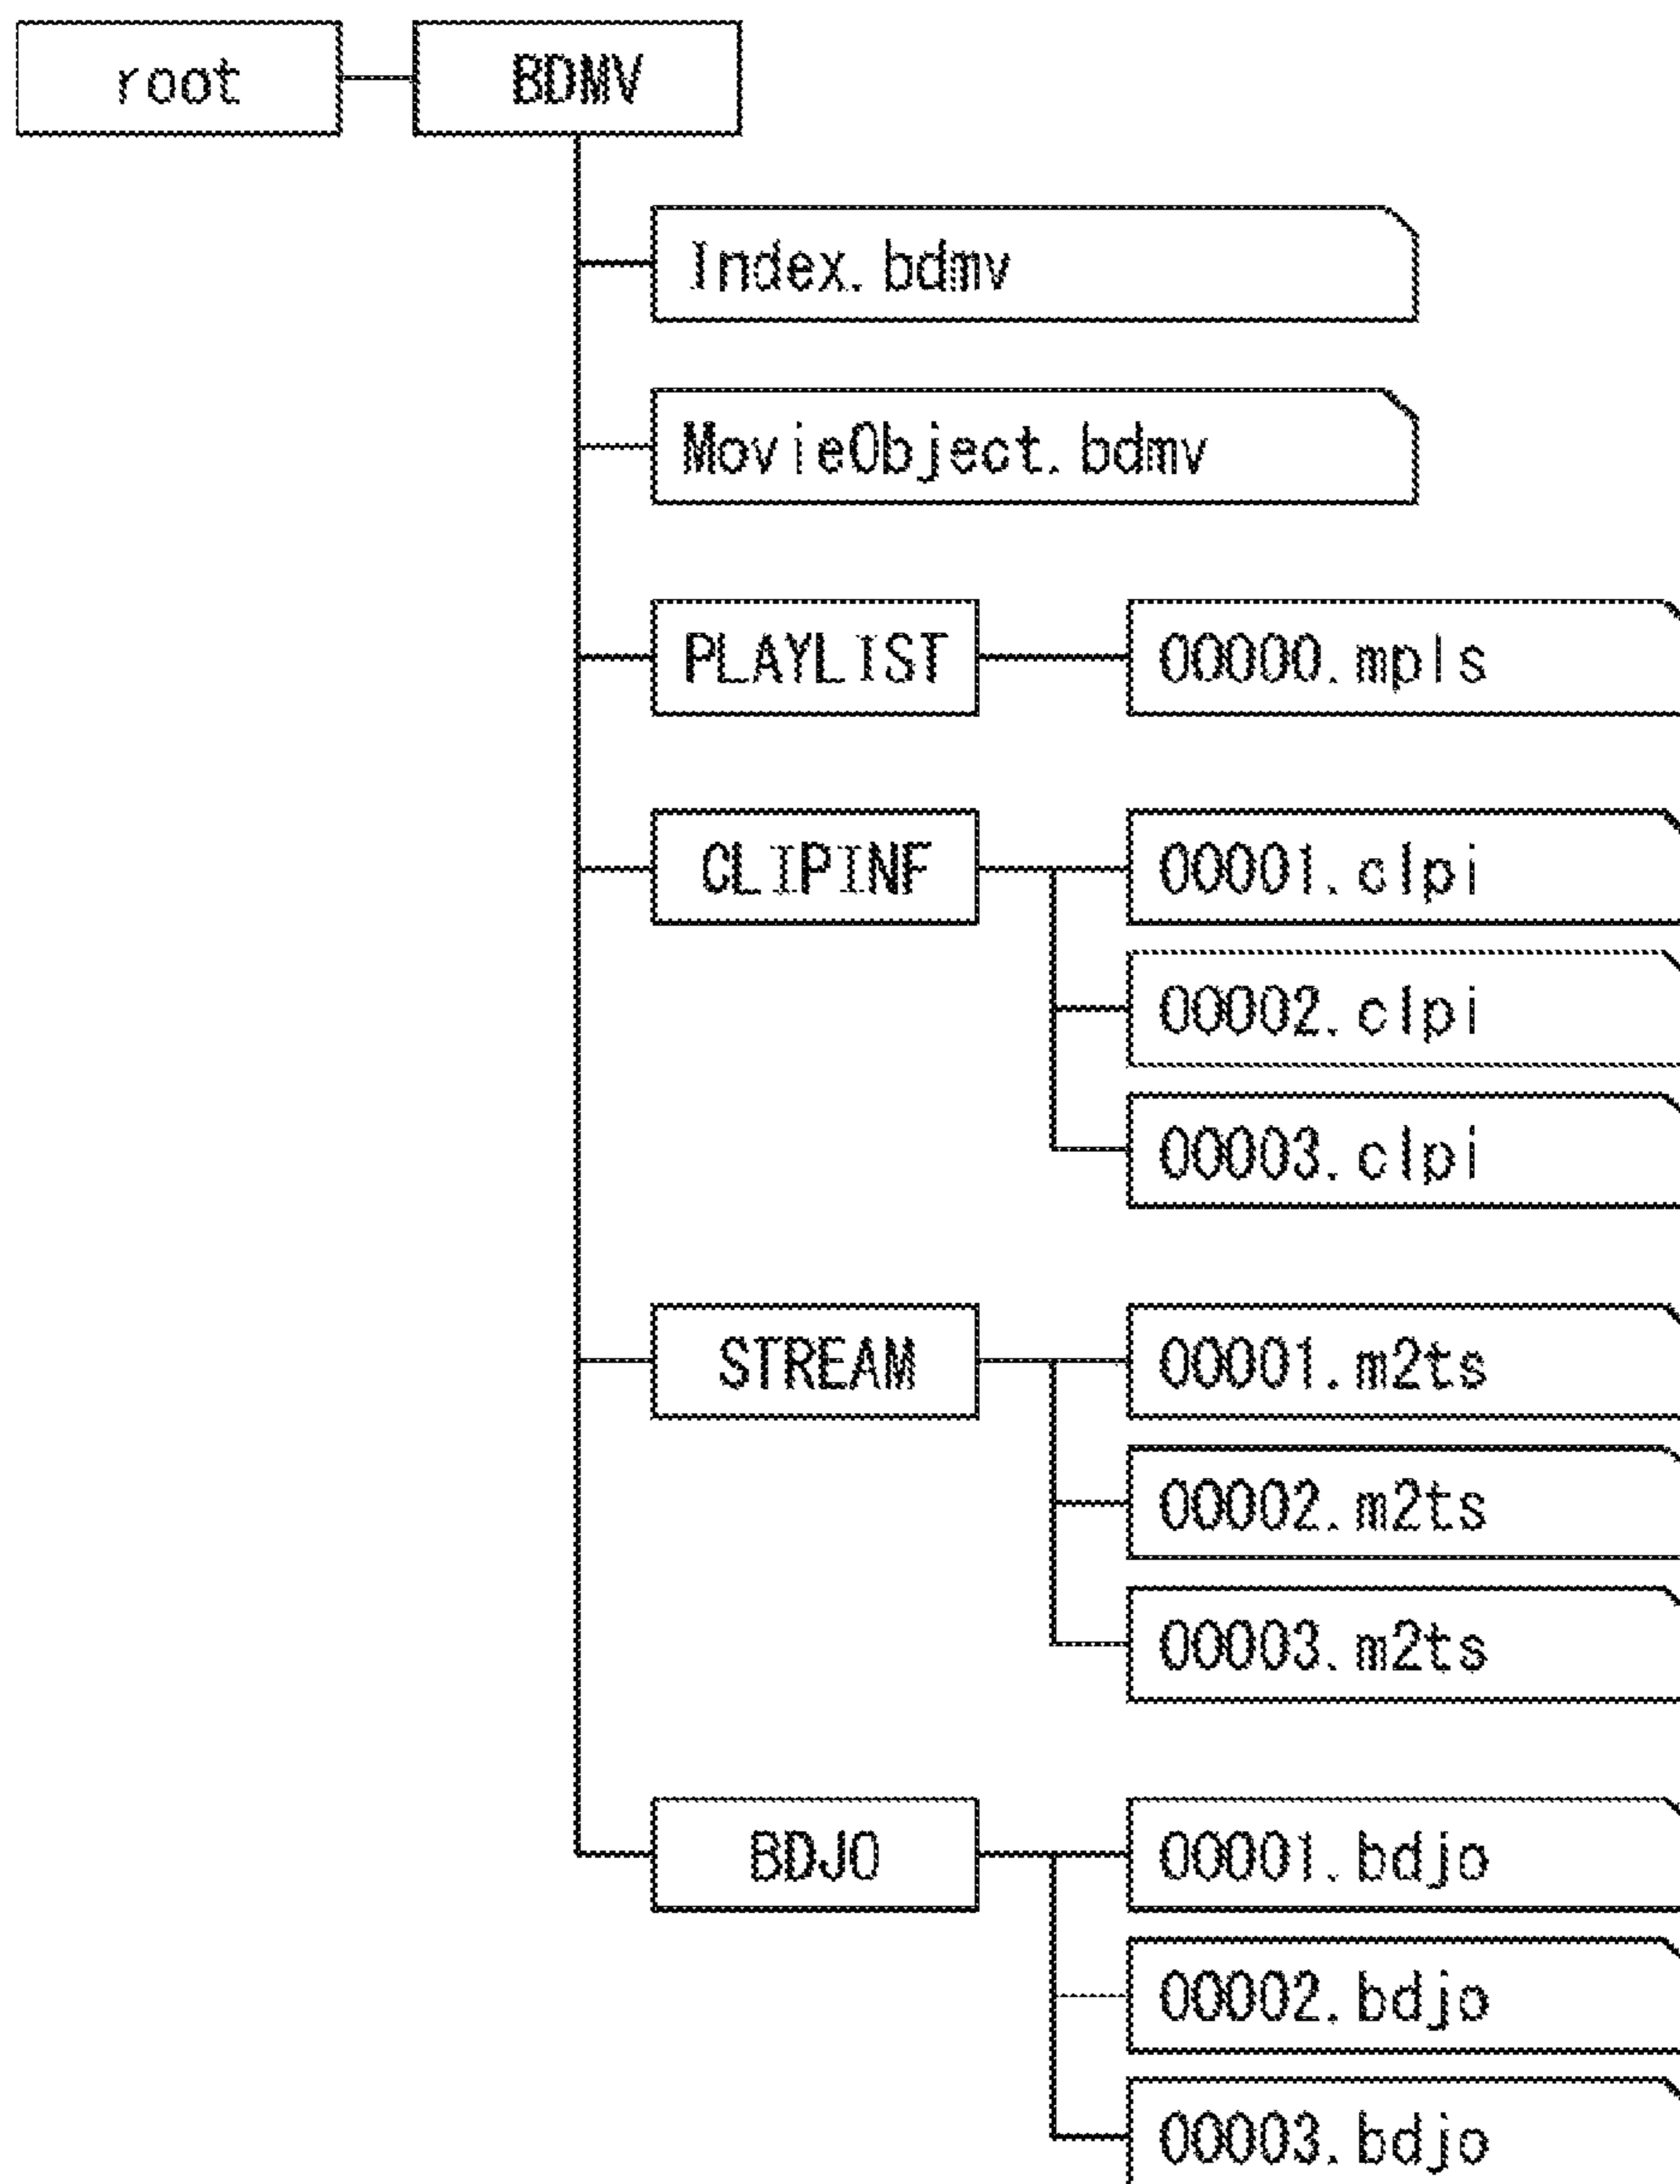 root BDMV
Index.bdmv
MovieObject.bdmv
PLAYLIST 00000.mpls
CLIPINF 00001.clpi
00002.clpi
00003.clpi
STREAM 00001.m2ts
00002.m2ts
00003.m2ts
BDJO 00001.bdjo
00002.bdjo
00003.bdjo